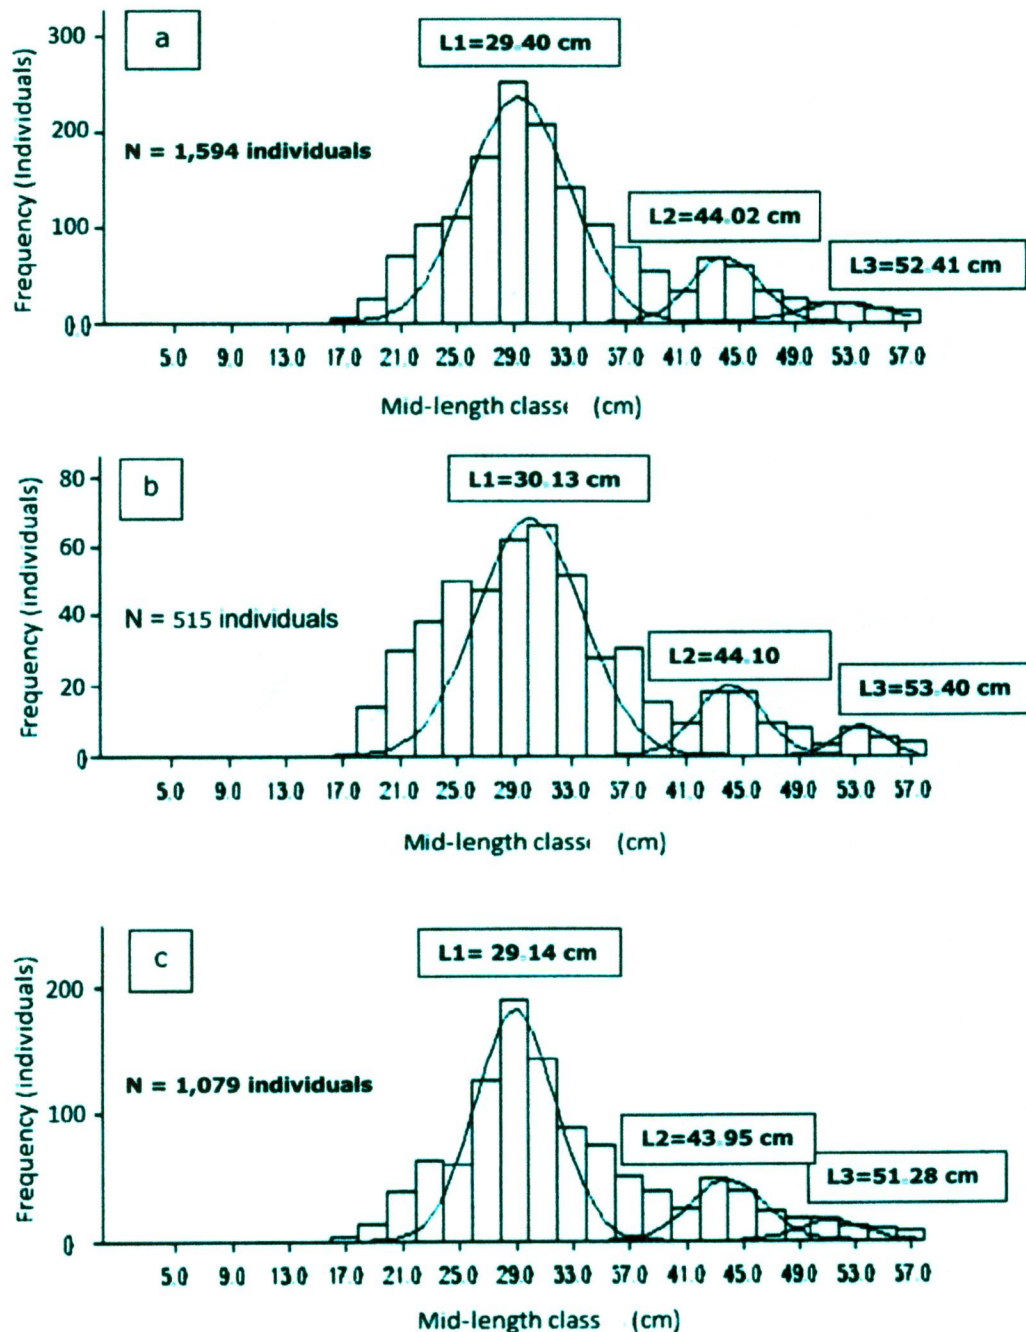 a
L1=29.40 cm
300
N = 1,594 individuals
200
L2=44.02 cm
100
L3=52.41 cm
0.0
Frequency (Individuals)
5.0 9.0 13.0 17.0 21.0 25.0 29.0 33.0 37.0 41.0 45.0 49.0 53.0 57.0
Mid-length classe (cm)
b
L1=30.13 cm
80
60
N = 515 individuals
40
L2=44.10
L3=53.40 cm
20
0
Frequency (individuals)
5.0 9.0 13.0 17.0 21.0 25.0 29.0 33.0 37.0 41.0 45.0 49.0 53.0 57.0
Mid-length class (cm)
c
L1= 29.14 cm
200
N = 1,079 individuals
100
L2=43.95 cm
L3=51.28 cm
0
Frequency (individuals)
5.0 9.0 13.0 17.0 21.0 25.0 29.0 33.0 37.0 41.0 45.0 49.0 53.0 57.0
Mid-length class (cm)